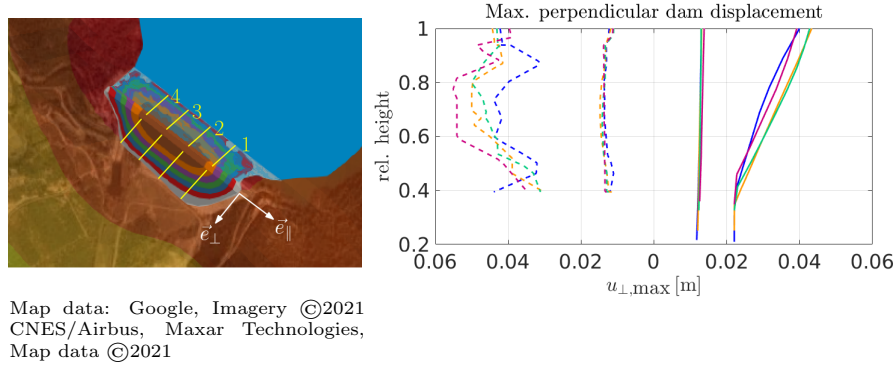 4
3
2
1
e⃗⊥
e⃗∥
Map data: Google, Imagery ©2021
CNES/Airbus, Maxar Technologies,
Map data ©2021
Max. perpendicular dam displacement
1
0.8
0.6
0.4
0.2
rel. height
0.06 0.04 0.02 0 0.02 0.04 0.06
u⊥,max [m]